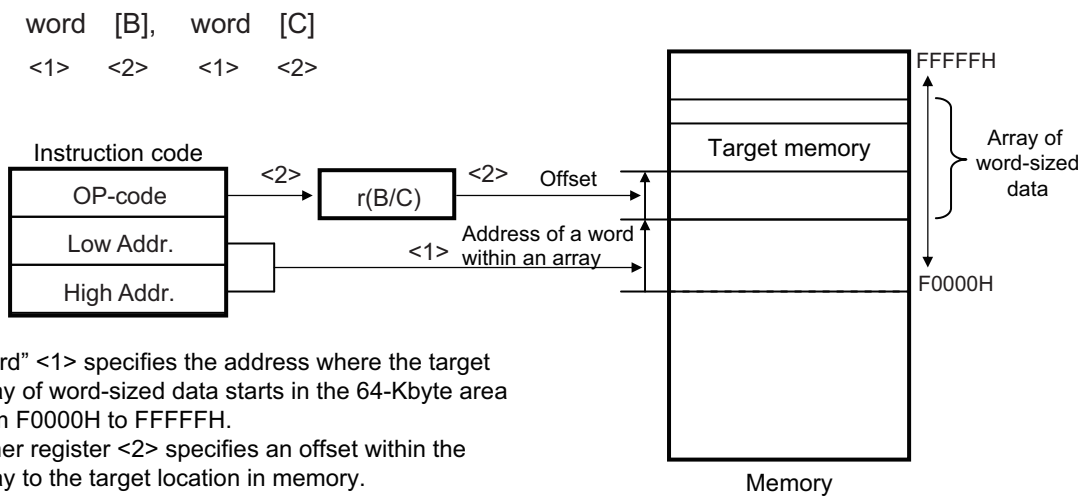 word [B], word [C]
<1> <2> <1> <2>
Instruction code
OP-code
Low Addr.
High Addr.
<2>
r(B/C)
<2>
Offset
<1>
Address of a word
within an array
Target memory
FFFFFH
Array of
word-sized
data
F0000H
Memory
rd” <1> specifies the address where the target
ay of word-sized data starts in the 64-Kbyte area
F0000H to FFFFFH.
er register <2> specifies an offset within the
ay to the target location in memory.